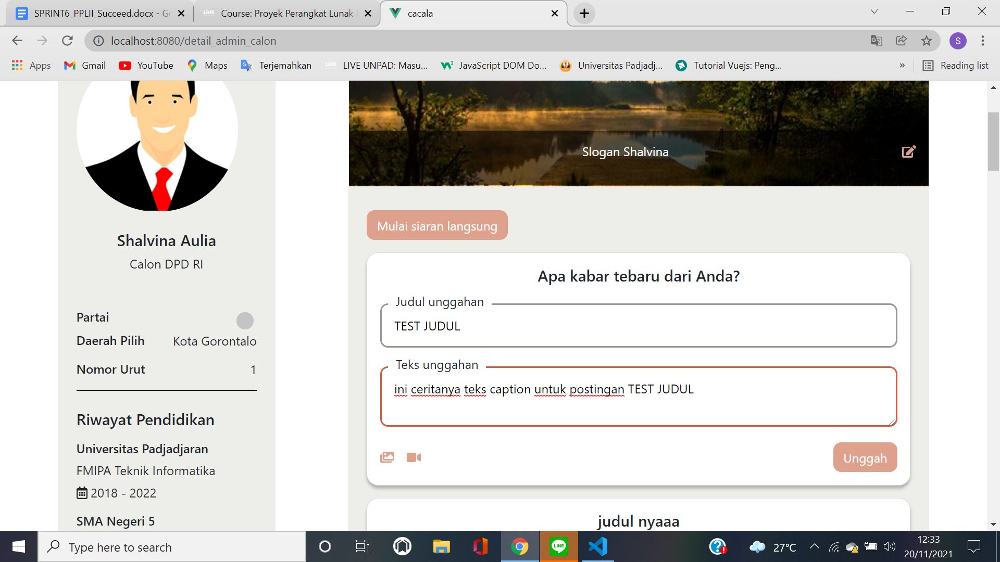 SPRINT6_PPLII_Succeed.docx - Go
LIVE Course: Proyek Perangkat Lunak
cacala
localhost:8080/detail_admin_calon
S
Apps
Gmail
YouTube
Maps
Terjemahkan
LIVE LIVE UNPAD: Masu...
JavaScript DOM Do...
Universitas Padjadj...
Tutorial Vuejs: Peng...
»
Reading list
Slogan Shalvina
Mulai siaran langsung
Shalvina Aulia
Calon DPD RI
Partai
Daerah Pilih Kota Gorontalo
Nomor Urut 1
Riwayat Pendidikan
Universitas Padjadjaran
FMIPA Teknik Informatika
2018 - 2022
SMA Negeri 5
Apa kabar tebaru dari Anda?
Judul unggahan
TEST JUDUL
Teks unggahan
ini ceritanya teks caption untuk postingan TEST JUDUL
Unggah
judul nyaaa
Type here to search
LINE
27°C
12:33
20/11/2021